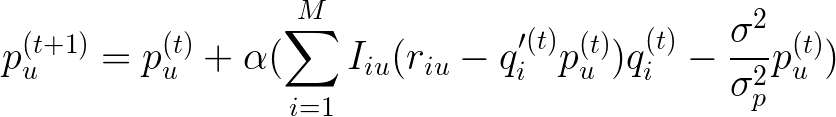 $p_u^{(t+1)} = p_u^{(t)} + \alpha(\sum_{i=1}^{M} I_{iu}(r_{iu} - q_i'^{(t)} p_u^{(t)}) q_i^{(t)} - \frac{\sigma^2}{\sigma_p^2} p_u^{(t)})$